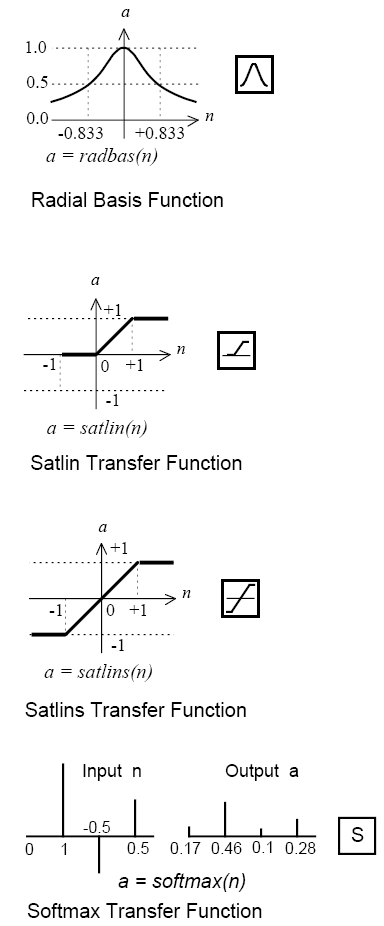 a
1.0
0.5
0.0
n
-0.833 +0.833
a = radbas(n)
Radial Basis Function
a
+1
n
-1 0 +1
-1
a = satlin(n)
Satlin Transfer Function
a
+1
n
-1 0 +1
-1
a = satlins(n)
Satlins Transfer Function
Input n Output a
-0.5
S
0 1 0.5 0.17 0.46 0.1 0.28
a = softmax(n)
Softmax Transfer Function